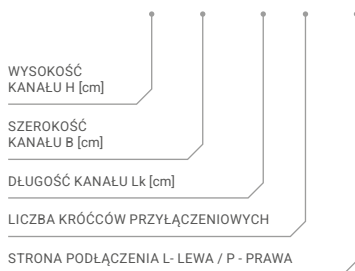 WYSOKOŚĆ
KANAŁU H [cm]
SZEROKOŚĆ
KANAŁU B [cm]
DŁUGOŚĆ KANAŁU Lk [cm]
LICZBA KRÓĆCÓW PRZYŁĄCZENIOWYCH
STRONA PODŁĄCZENIA L- LEWA / P - PRAWA